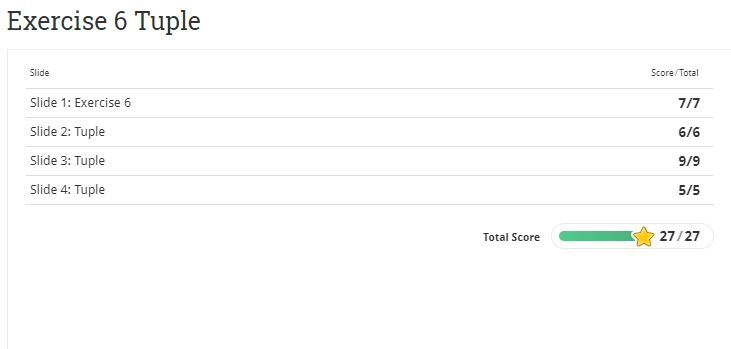 Exercise 6 Tuple
Slide Score/Total
Slide 1: Exercise 6 7/7
Slide 2: Tuple 6/6
Slide 3: Tuple 9/9
Slide 4: Tuple 5/5
Total Score 27/27